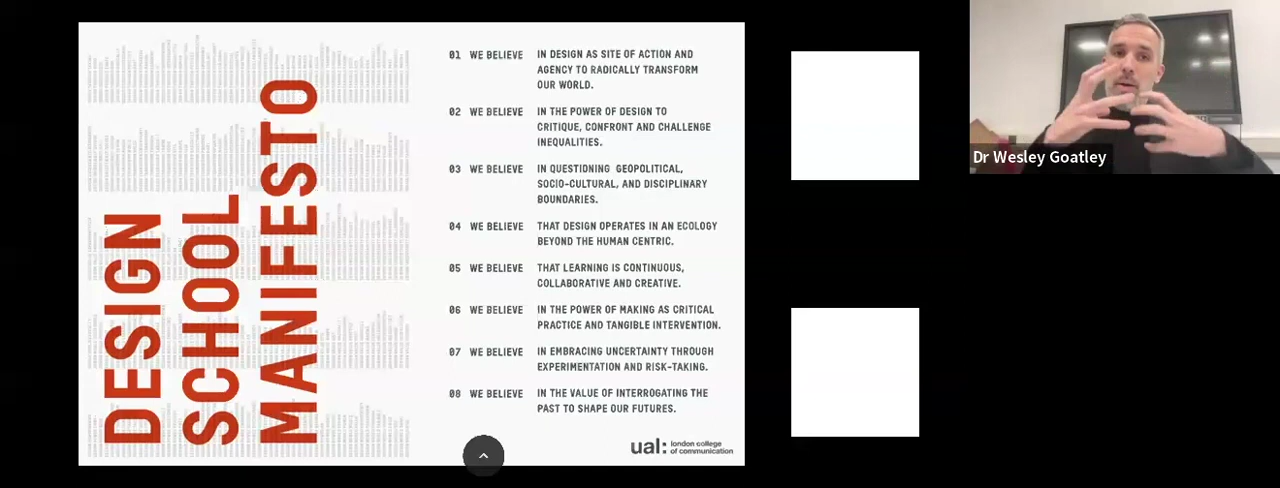 DESIGN
SCHOOL
MANIFESTO
01 WE BELIEVE IN DESIGN AS SITE OF ACTION AND
AGENCY TO RADICALLY TRANSFORM
OUR WORLD.
02 WE BELIEVE IN THE POWER OF DESIGN TO
CRITIQUE, CONFRONT AND CHALLENGE
INEQUALITIES.
03 WE BELIEVE IN QUESTIONING GEOPOLITICAL,
SOCIO-CULTURAL, AND DISCIPLINARY
BOUNDARIES.
04 WE BELIEVE THAT DESIGN OPERATES IN AN ECOLOGY
BEYOND THE HUMAN CENTRIC.
05 WE BELIEVE THAT LEARNING IS CONTINUOUS,
COLLABORATIVE AND CREATIVE.
06 WE BELIEVE IN THE POWER OF MAKING AS CRITICAL
PRACTICE AND TANGIBLE INTERVENTION.
07 WE BELIEVE IN EMBRACING UNCERTAINTY THROUGH
EXPERIMENTATION AND RISK-TAKING.
08 WE BELIEVE IN THE VALUE OF INTERROGATING THE
PAST TO SHAPE OUR FUTURES.
ual: london college
of communication
Dr Wesley Goatley